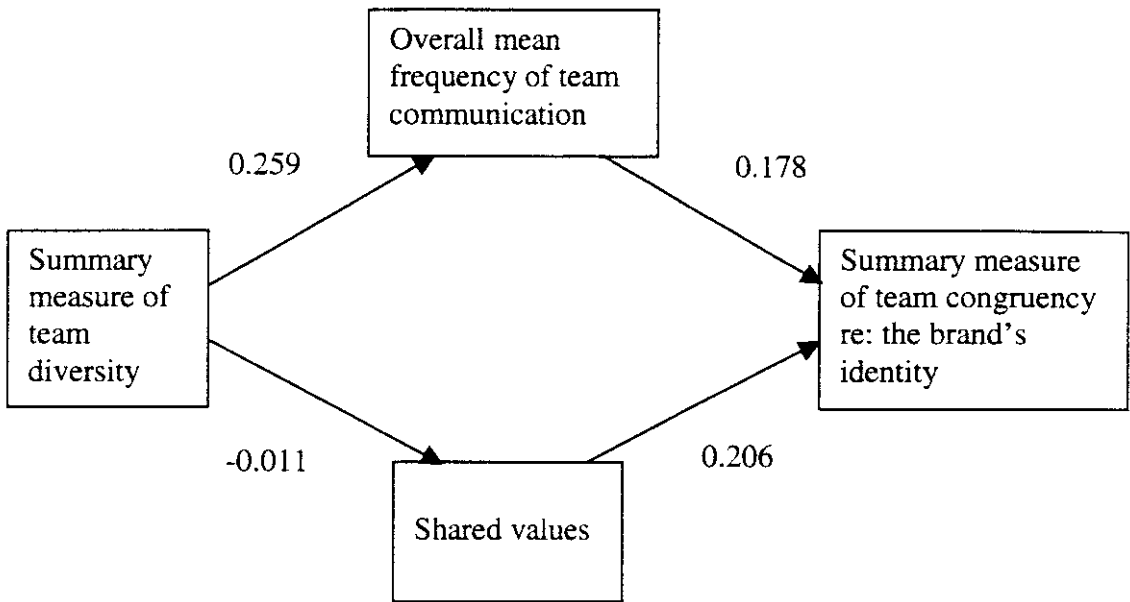 Overall mean
frequency of team
communication
0.259
0.178
Summary
measure of
team
diversity
Summary measure
of team congruency
re: the brand's
identity
-0.011
0.206
Shared values